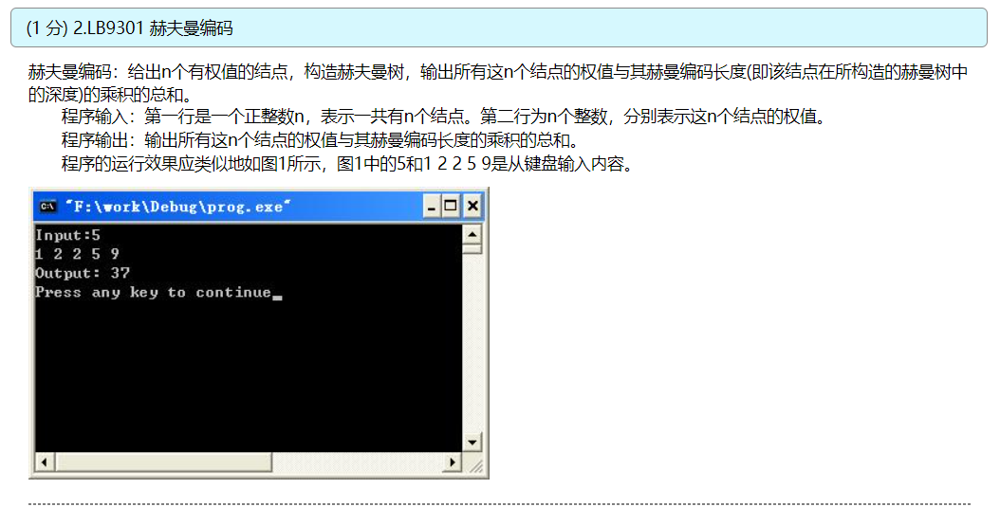 (1 分) 2.LB9301 赫夫曼编码
赫夫曼编码：给出n个有权值的结点，构造赫夫曼树，输出所有这n个结点的权值与其赫曼编码长度(即该结点在所构造的赫曼树中
的深度)的乘积的总和。
程序输入：第一行是一个正整数n，表示一共有n个结点。第二行为n个整数，分别表示这n个结点的权值。
程序输出：输出所有这n个结点的权值与其赫曼编码长度的乘积的总和。
程序的运行效果应类似地如图1所示，图1中的5和1 2 2 5 9是从键盘输入内容。
"F:\work\Debug\prog.exe"
Input:5
1 2 2 5 9
Output: 37
Press any key to continue_